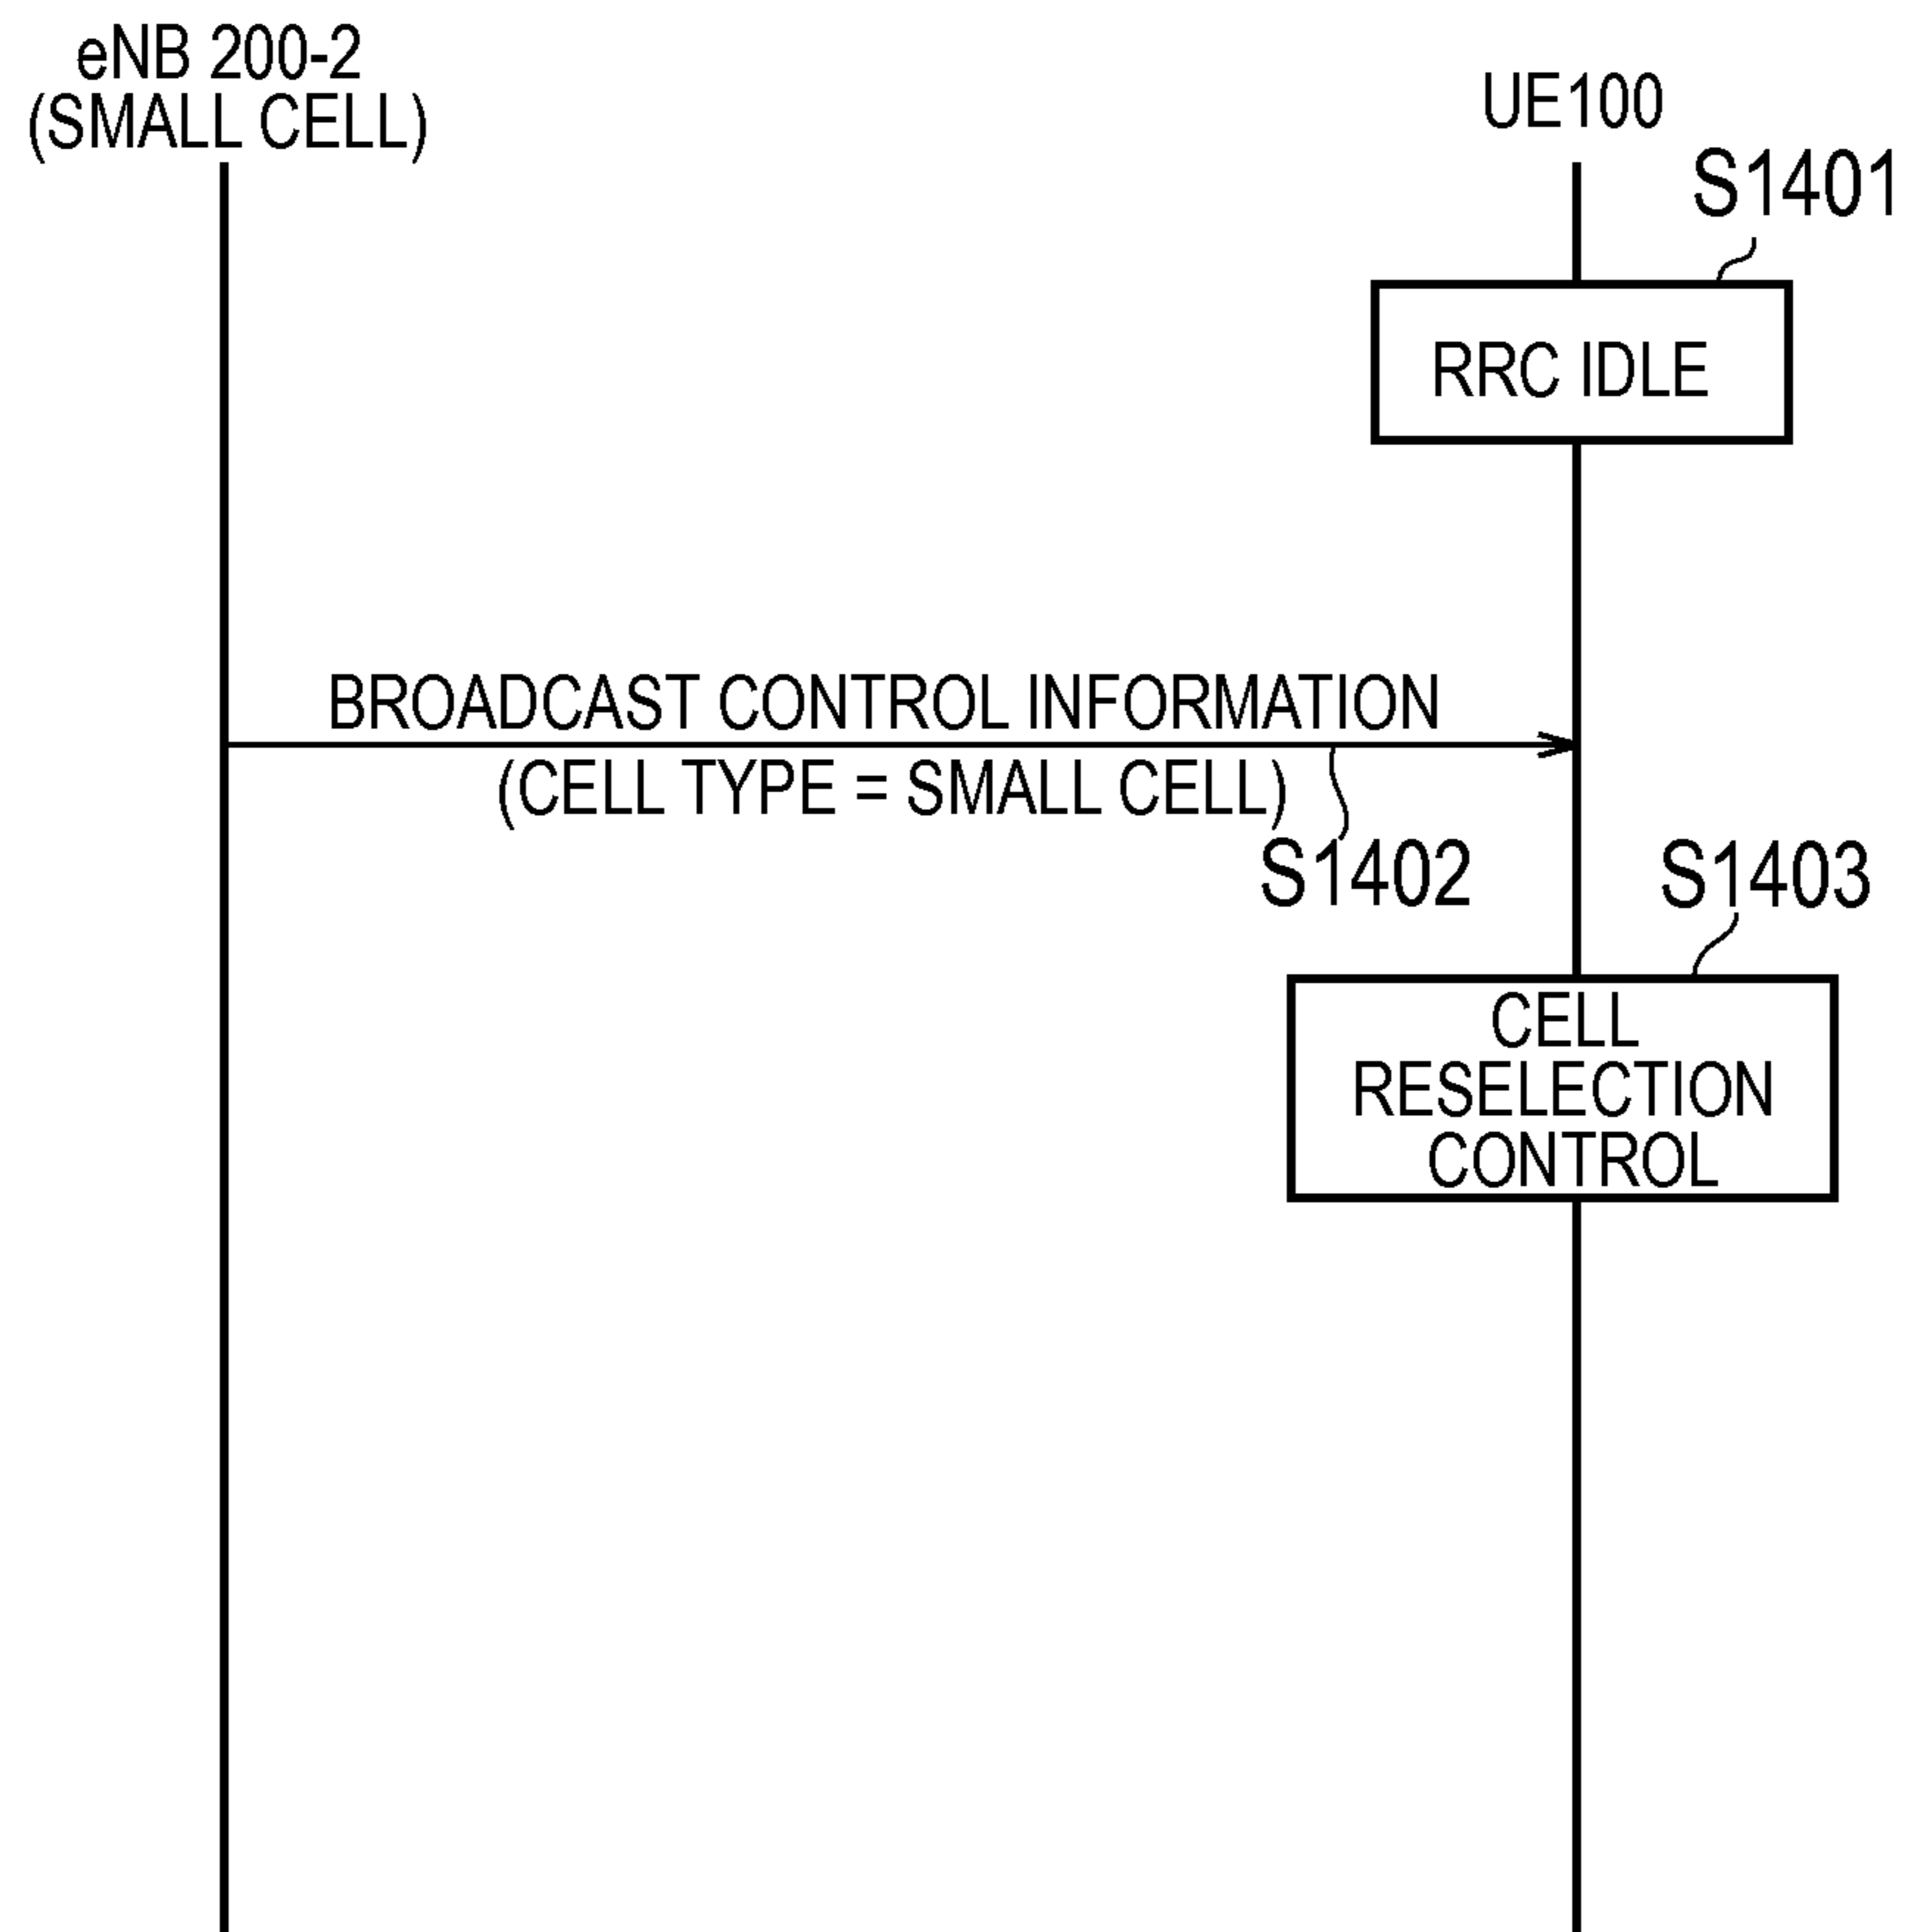 eNB 200-2
(SMALL CELL)
UE100
S1401
RRC IDLE
BROADCAST CONTROL INFORMATION
(CELL TYPE = SMALL CELL)
S1402
S1403
CELL
RESELECTION
CONTROL